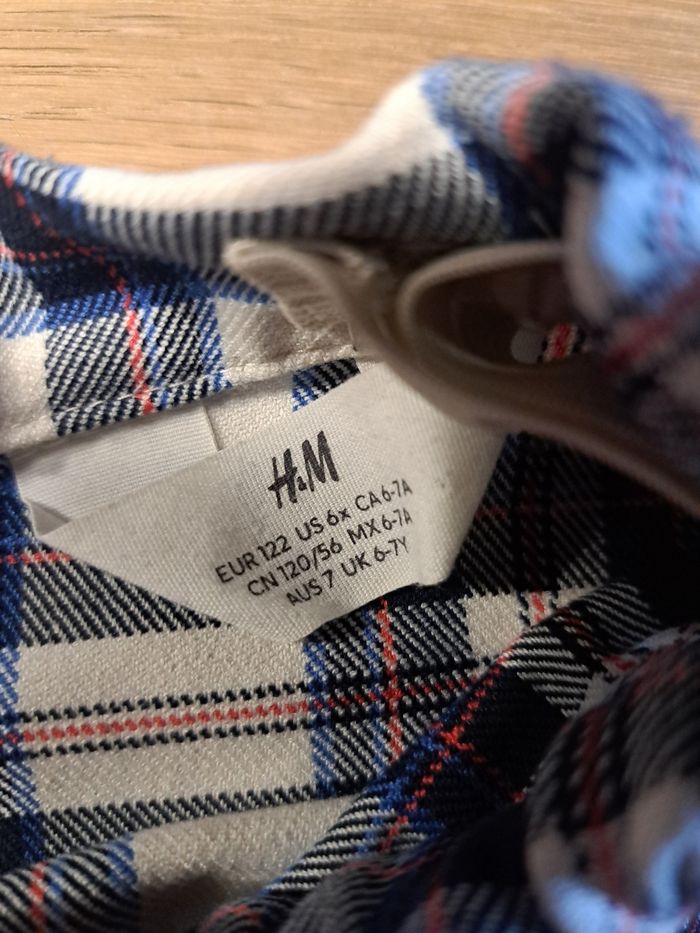 H&M
EUR 122 US 6x CA 6-7A
CN 120/56 MX 6-7A
AUS 7 UK 6-7Y